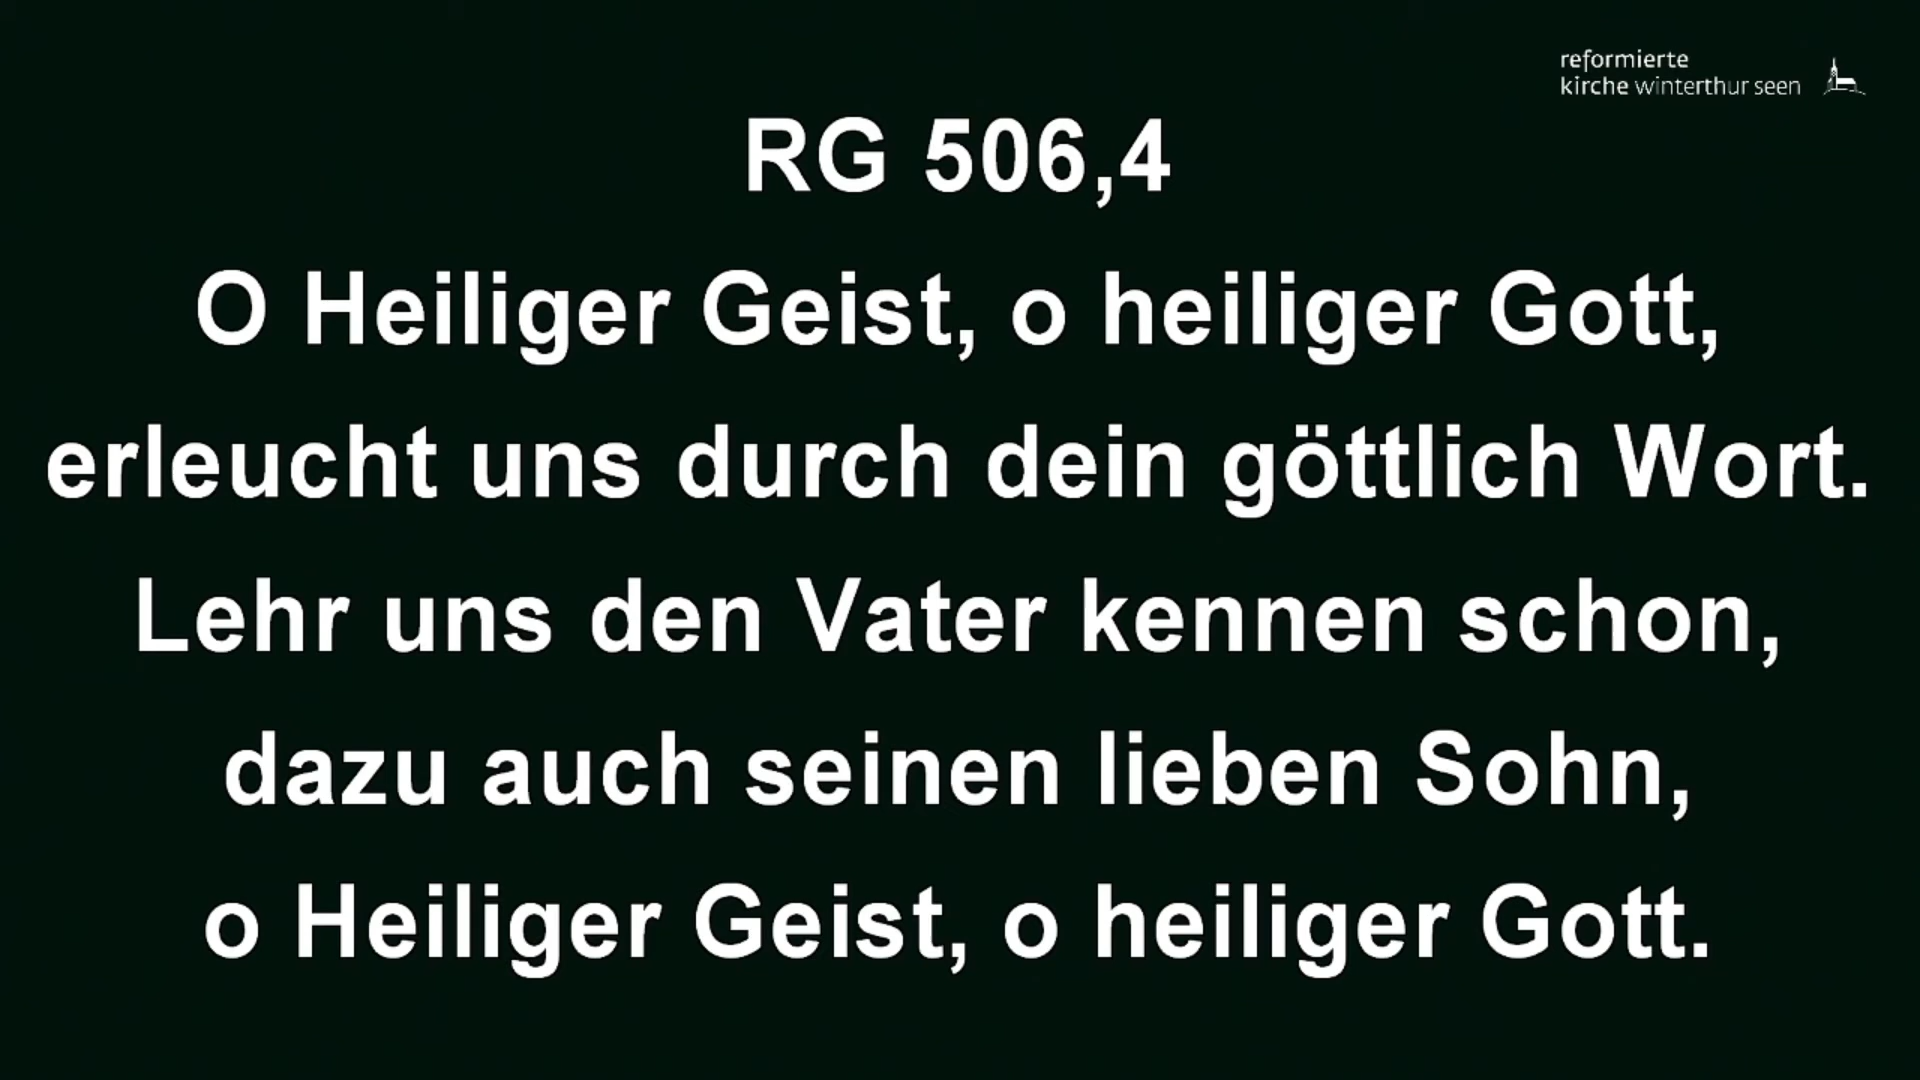 reformierte
kirche winterthur seen
RG 506,4
O Heiliger Geist, o heiliger Gott,
erleucht uns durch dein göttlich Wort.
Lehr uns den Vater kennen schon,
dazu auch seinen lieben Sohn,
o Heiliger Geist, o heiliger Gott.